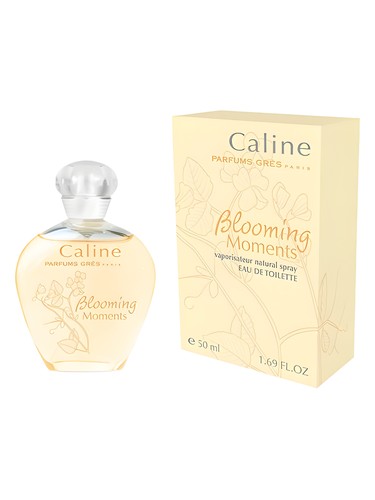 Caline
PARFUMS GRÈS PARIS
Blooming
Moments
Caline
PARFUMS GRÈS PARIS
Blooming
Moments
vaporisateur natural spray
EAU DE TOILETTE
℮ 50 ml
1.69 FL.OZ